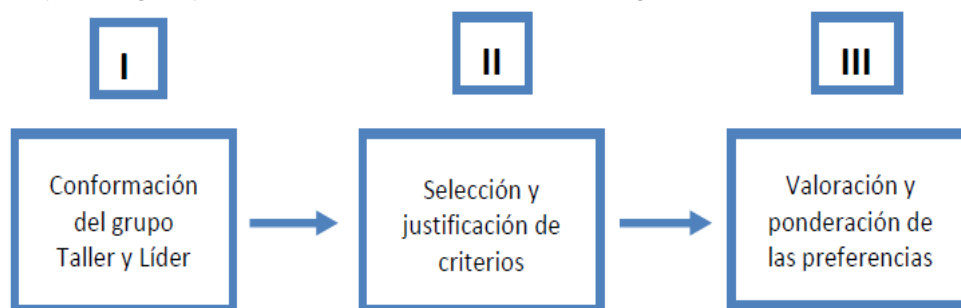 I
II
III
Conformación
del grupo
Taller y Líder
Selección y
justificación de
criterios
Valoración y
ponderación de
las preferencias